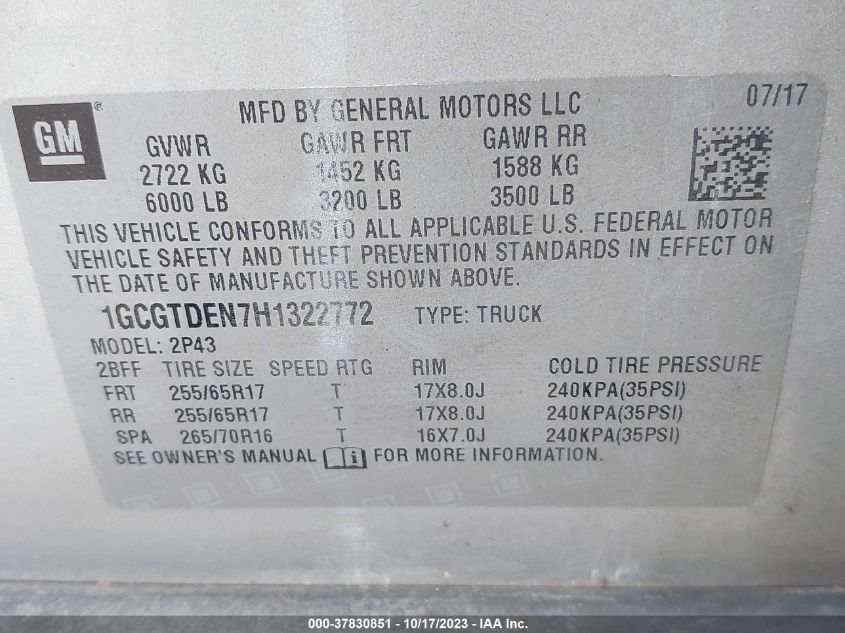 GM ®
MFD BY GENERAL MOTORS LLC 07/17
GVWR GAWR FRT GAWR RR
2722 KG 1452 KG 1588 KG
6000 LB 3200 LB 3500 LB
THIS VEHICLE CONFORMS TO ALL APPLICABLE U.S. FEDERAL MOTOR
VEHICLE SAFETY AND THEFT PREVENTION STANDARDS IN EFFECT ON
THE DATE OF MANUFACTURE SHOWN ABOVE.
1GCGTDEN7H1322772 TYPE: TRUCK
MODEL: 2P43
2BFF TIRE SIZE SPEED RTG RIM COLD TIRE PRESSURE
FRT 255/65R17 T 17X8.0J 240KPA(35PSI)
RR 255/65R17 T 17X8.0J 240KPA(35PSI)
SPA 265/70R16 T 16X7.0J 240KPA(35PSI)
SEE OWNER'S MANUAL FOR MORE INFORMATION.
000-37830851 - 10/17/2023 - IAA Inc.